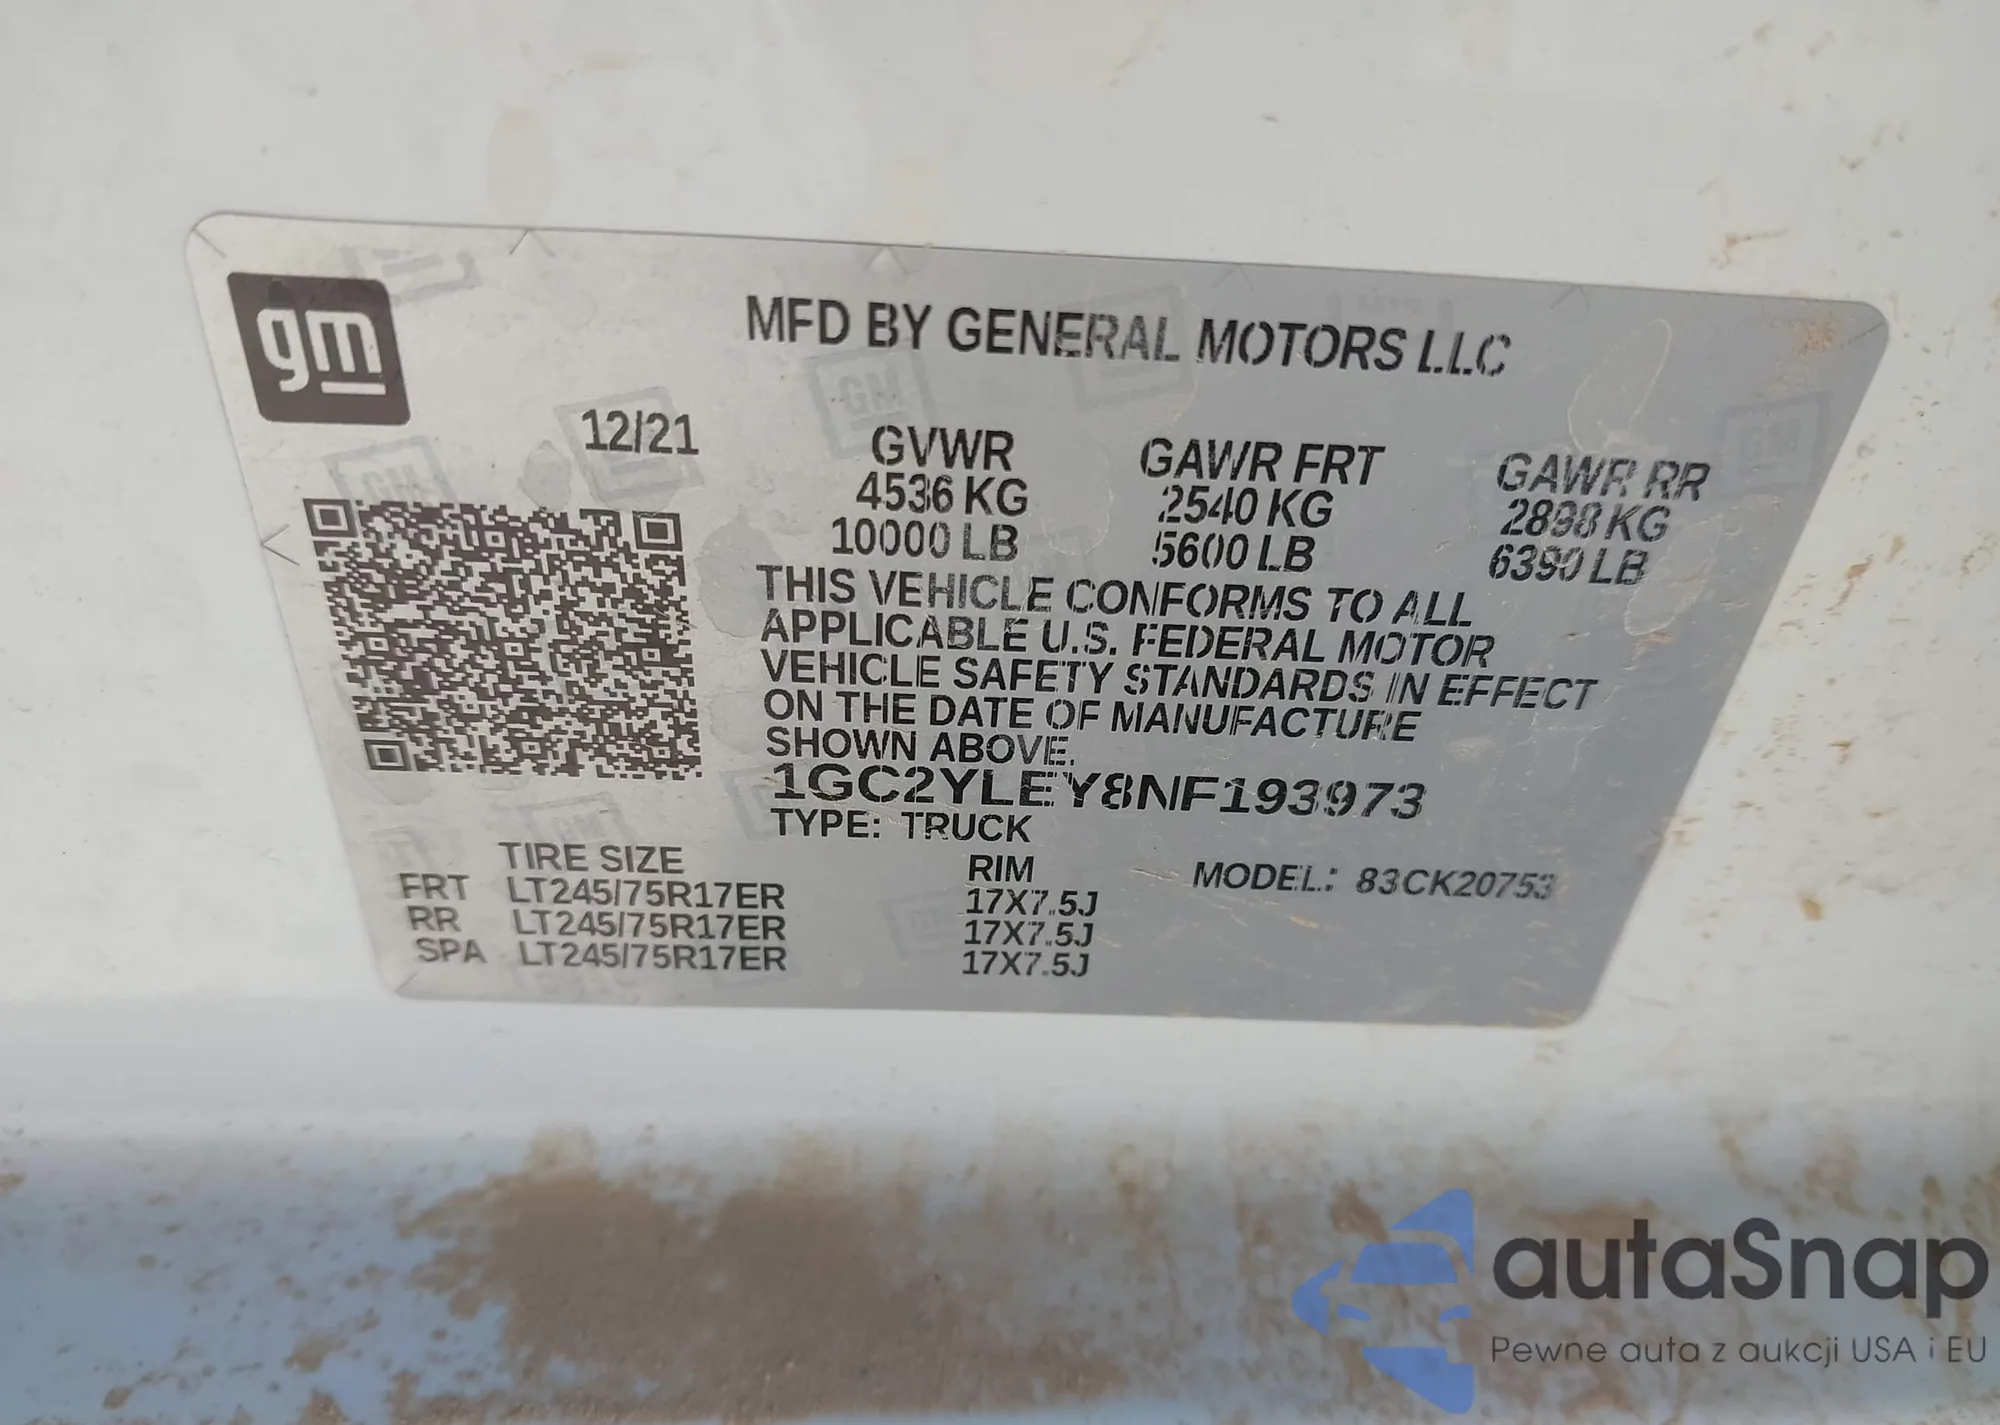 gm
MFD BY GENERAL MOTORS LLC
12/21
GVWR GAWR FRT GAWR RR
4536 KG 2540 KG 2898 KG
10000 LB 5600 LB 6390 LB
THIS VEHICLE CONFORMS TO ALL
APPLICABLE U.S. FEDERAL MOTOR
VEHICLE SAFETY STANDARDS IN EFFECT
ON THE DATE OF MANUFACTURE
SHOWN ABOVE.
1GC2YLEY8NF193973
TYPE: TRUCK
TIRE SIZE RIM MODEL: 83CK20753
FRT LT245/75R17ER 17X7.5J
RR LT245/75R17ER 17X7.5J
SPA LT245/75R17ER 17X7.5J
autaSnap
Pewne auta z aukcji USA i EU